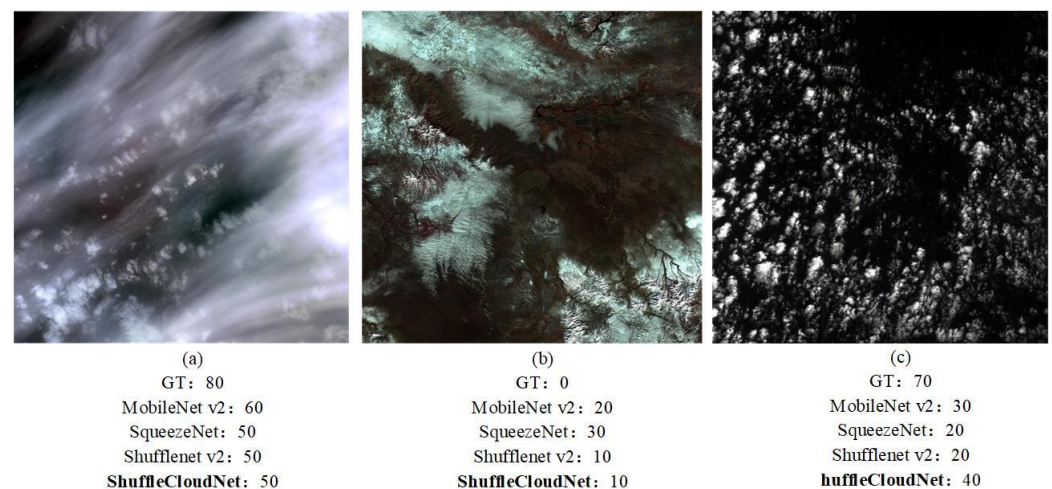 (a)
GT：80
MobileNet v2：60
SqueezeNet：50
Shufflenet v2：50
ShuffleCloudNet：50
(b)
GT：0
MobileNet v2：20
SqueezeNet：30
Shufflenet v2：10
ShuffleCloudNet：10
(c)
GT：70
MobileNet v2：30
SqueezeNet：20
Shufflenet v2：20
huffleCloudNet：40